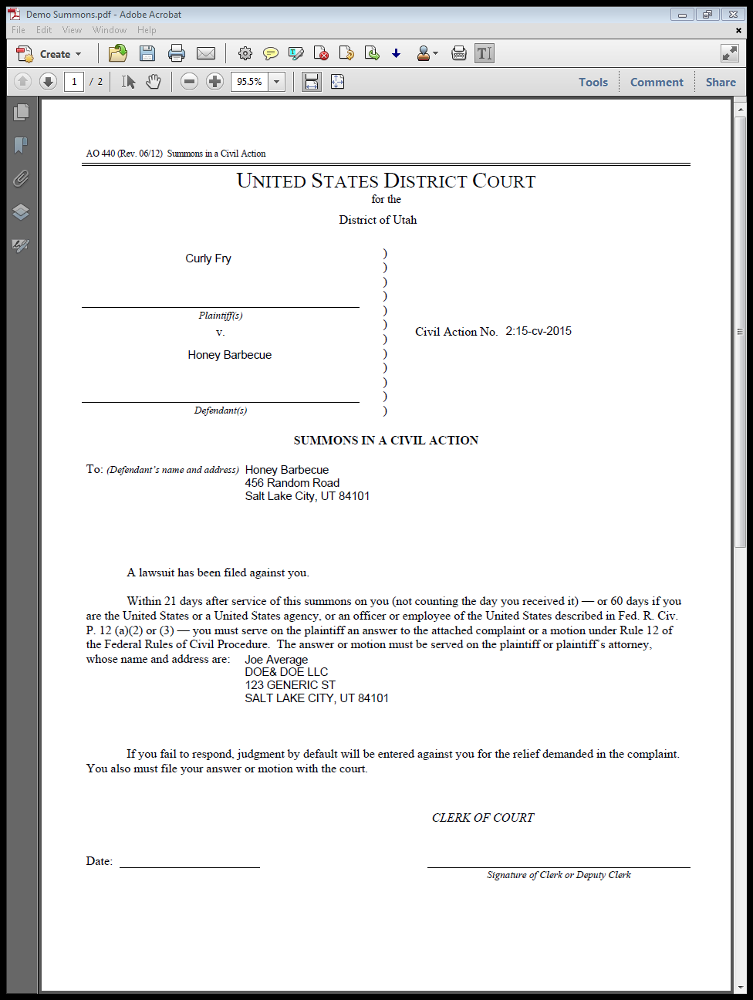 Demo Summons.pdf - Adobe Acrobat
File Edit View Window Help
Create
1 / 2 95.5% Tools Comment Share
AO 440 (Rev. 06/12) Summons in a Civil Action
UNITED STATES DISTRICT COURT
for the
District of Utah
Curly Fry )
)
)
)
Plaintiff(s) )
v. )
Civil Action No. 2:15-cv-2015
)
Honey Barbecue )
)
)
)
Defendant(s) )
SUMMONS IN A CIVIL ACTION
To: (Defendant's name and address) Honey Barbecue
456 Random Road
Salt Lake City, UT 84101
A lawsuit has been filed against you.
Within 21 days after service of this summons on you (not counting the day you received it) — or 60 days if you
are the United States or a United States agency, or an officer or employee of the United States described in Fed. R. Civ.
P. 12 (a)(2) or (3) — you must serve on the plaintiff an answer to the attached complaint or a motion under Rule 12 of
the Federal Rules of Civil Procedure. The answer or motion must be served on the plaintiff or plaintiff's attorney,
whose name and address are: Joe Average
DOE& DOE LLC
123 GENERIC ST
SALT LAKE CITY, UT 84101
If you fail to respond, judgment by default will be entered against you for the relief demanded in the complaint.
You also must file your answer or motion with the court.
CLERK OF COURT
Date:
Signature of Clerk or Deputy Clerk